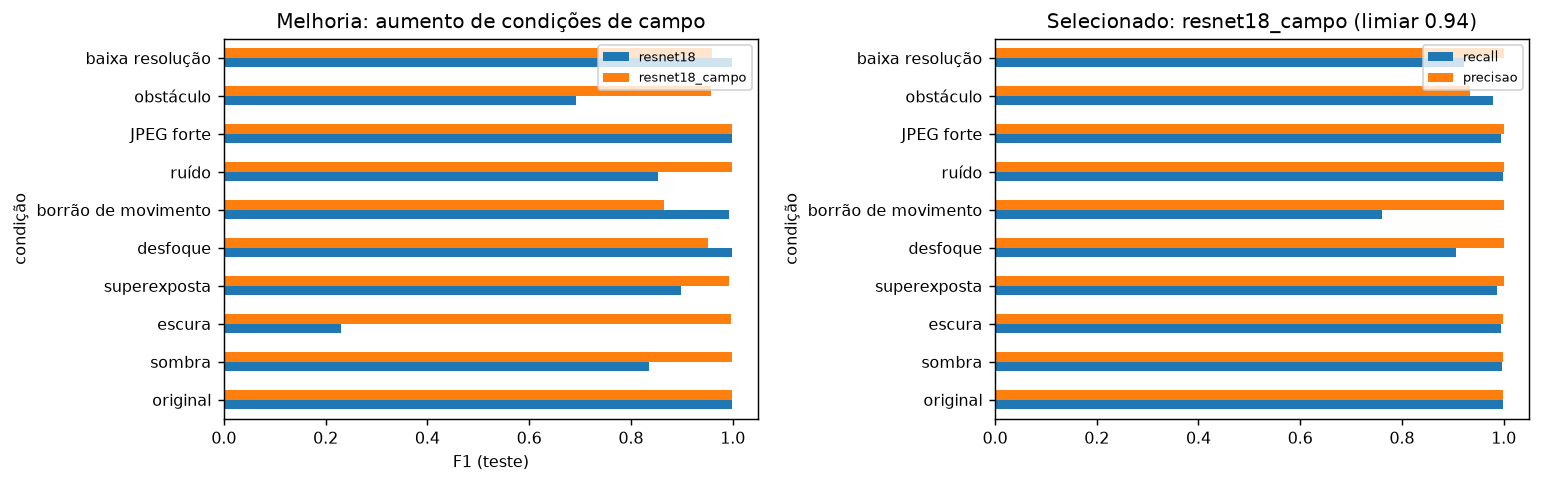 Melhoria: aumento de condições de campo
baixa resolução
obstáculo
JPEG forte
ruído
borrão de movimento
desfoque
superexposta
escura
sombra
original
condição
0.0 0.2 0.4 0.6 0.8 1.0
F1 (teste)
resnet18
resnet18_campo
Selecionado: resnet18_campo (limiar 0.94)
baixa resolução
obstáculo
JPEG forte
ruído
borrão de movimento
desfoque
superexposta
escura
sombra
original
condição
0.0 0.2 0.4 0.6 0.8 1.0
recall
precisao